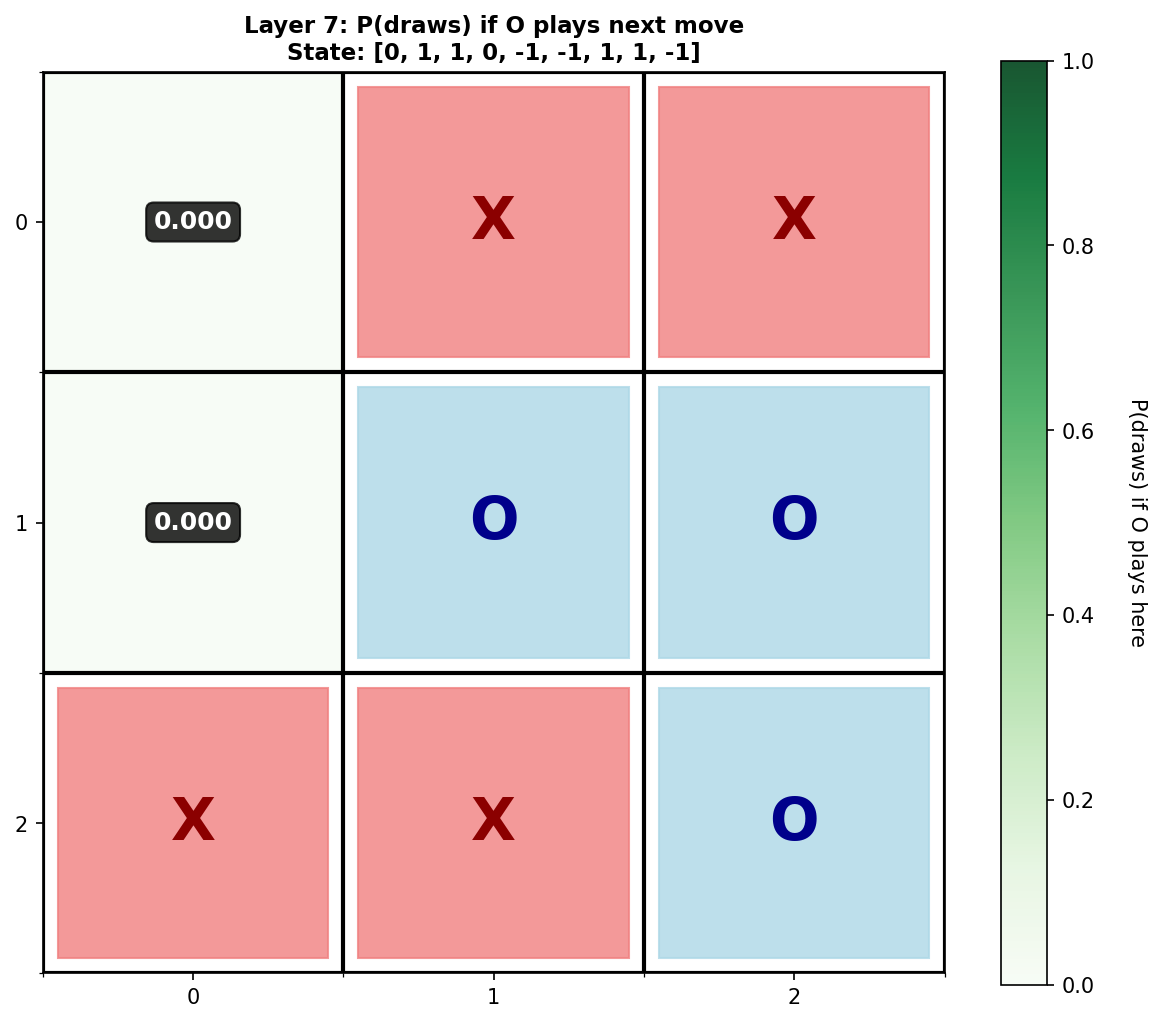 Layer 7: P(draws) if O plays next move
State: [0, 1, 1, 0, -1, -1, 1, 1, -1]
0.000
X
X
0.000
O
O
X
X
O
0
1
2
0
1
2
1.0
0.8
0.6
0.4
0.2
0.0
P(draws) if O plays here